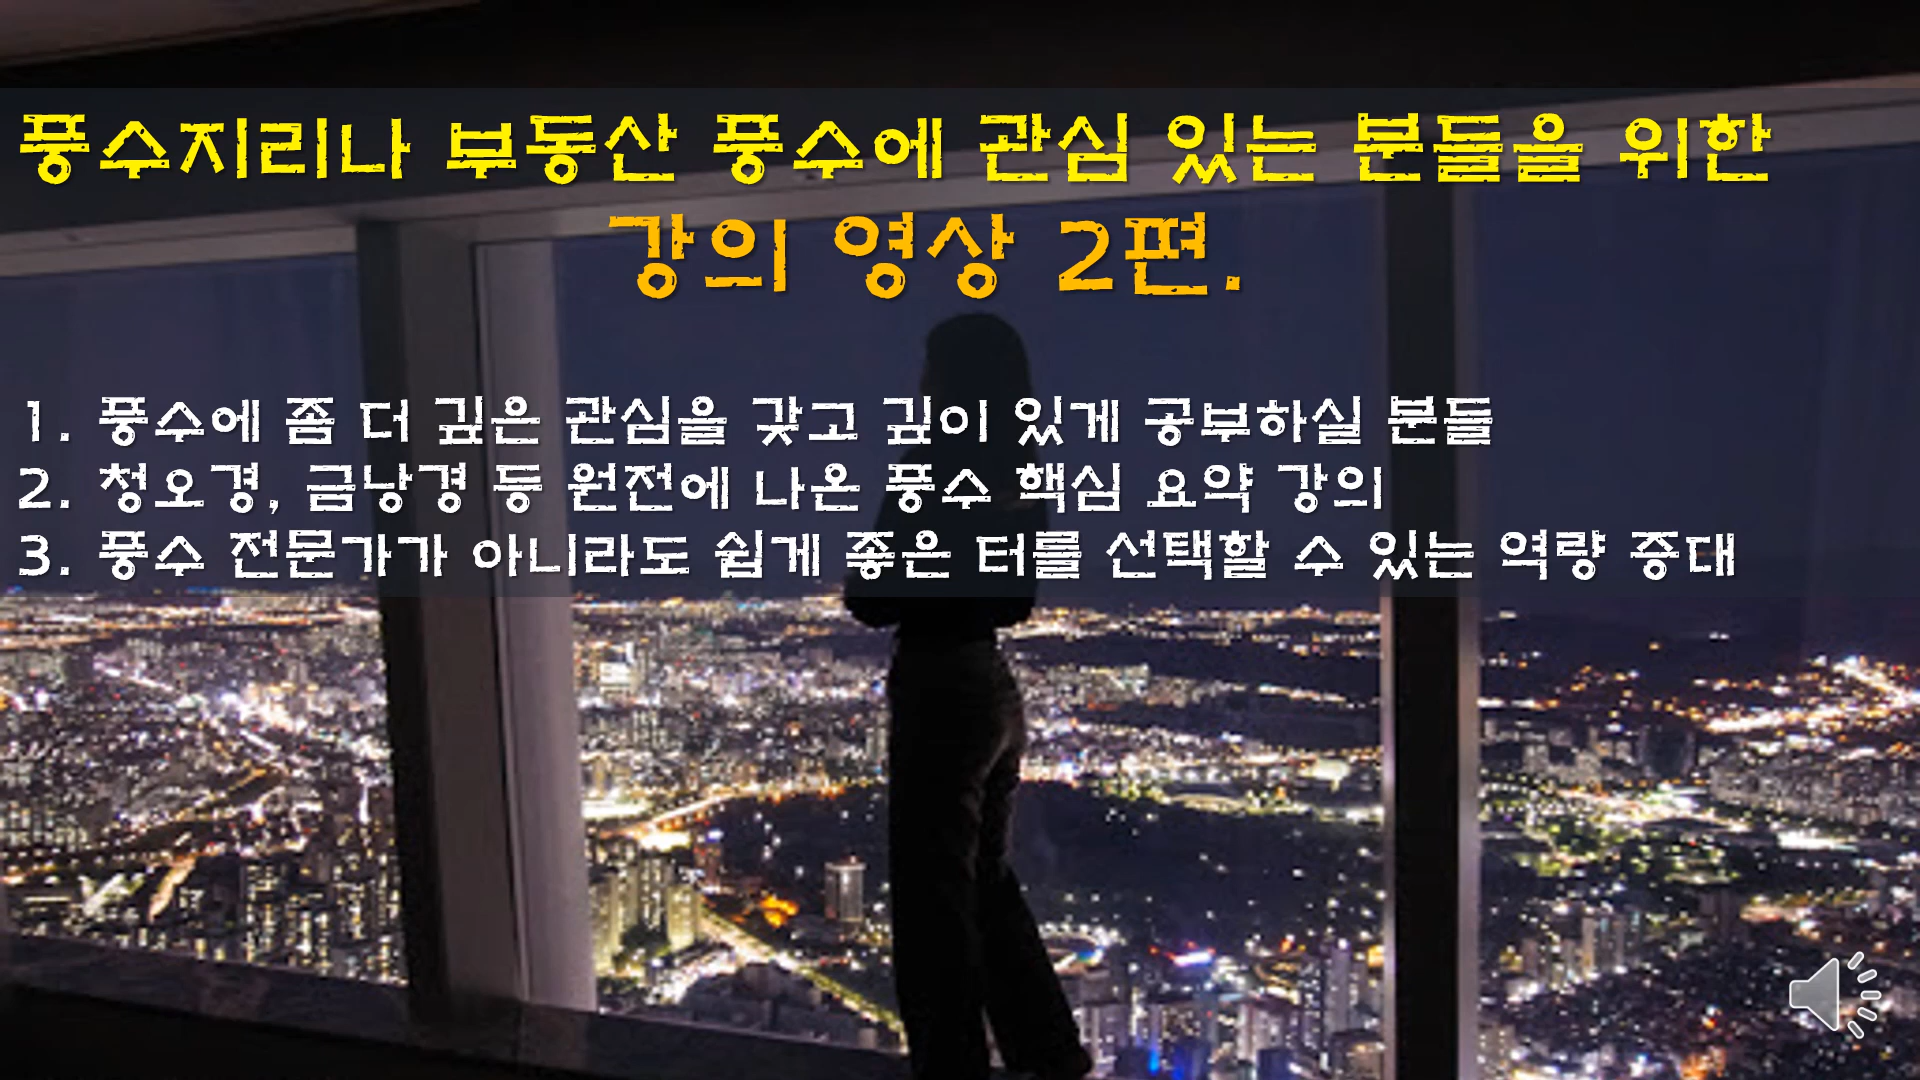 풍수지리나 부동산 풍수에 관심 있는 분들을 위한
강의 영상 2편.
1. 풍수에 좀 더 깊은 관심을 갖고 깊이 있게 공부하실 분들
2. 청오경, 금낭경 등 원전에 나온 풍수 핵심 요약 강의
3. 풍수 전문가가 아니라도 쉽게 좋은 터를 선택할 수 있는 역량 증대